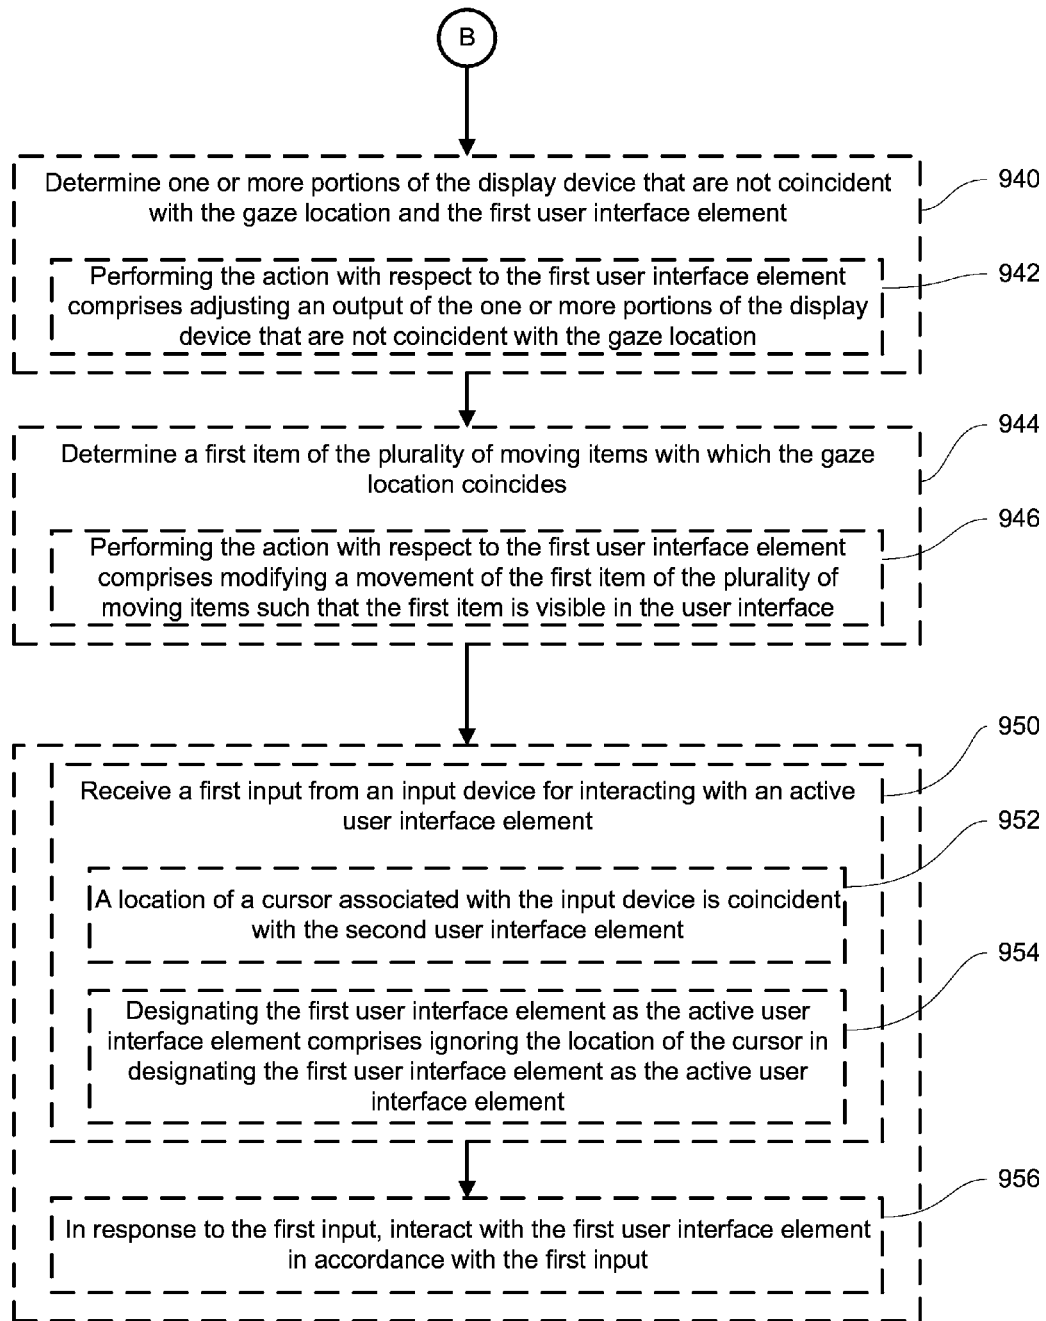 B
Determine one or more portions of the display device that are not coincident
with the gaze location and the first user interface element
940
Performing the action with respect to the first user interface element
comprises adjusting an output of the one or more portions of the display
device that are not coincident with the gaze location
942
Determine a first item of the plurality of moving items with which the gaze
location coincides
944
Performing the action with respect to the first user interface element
comprises modifying a movement of the first item of the plurality of
moving items such that the first item is visible in the user interface
946
Receive a first input from an input device for interacting with an active
user interface element
950
A location of a cursor associated with the input device is coincident
with the second user interface element
952
Designating the first user interface element as the active user
interface element comprises ignoring the location of the cursor in
designating the first user interface element as the active user
interface element
954
In response to the first input, interact with the first user interface element
in accordance with the first input
956